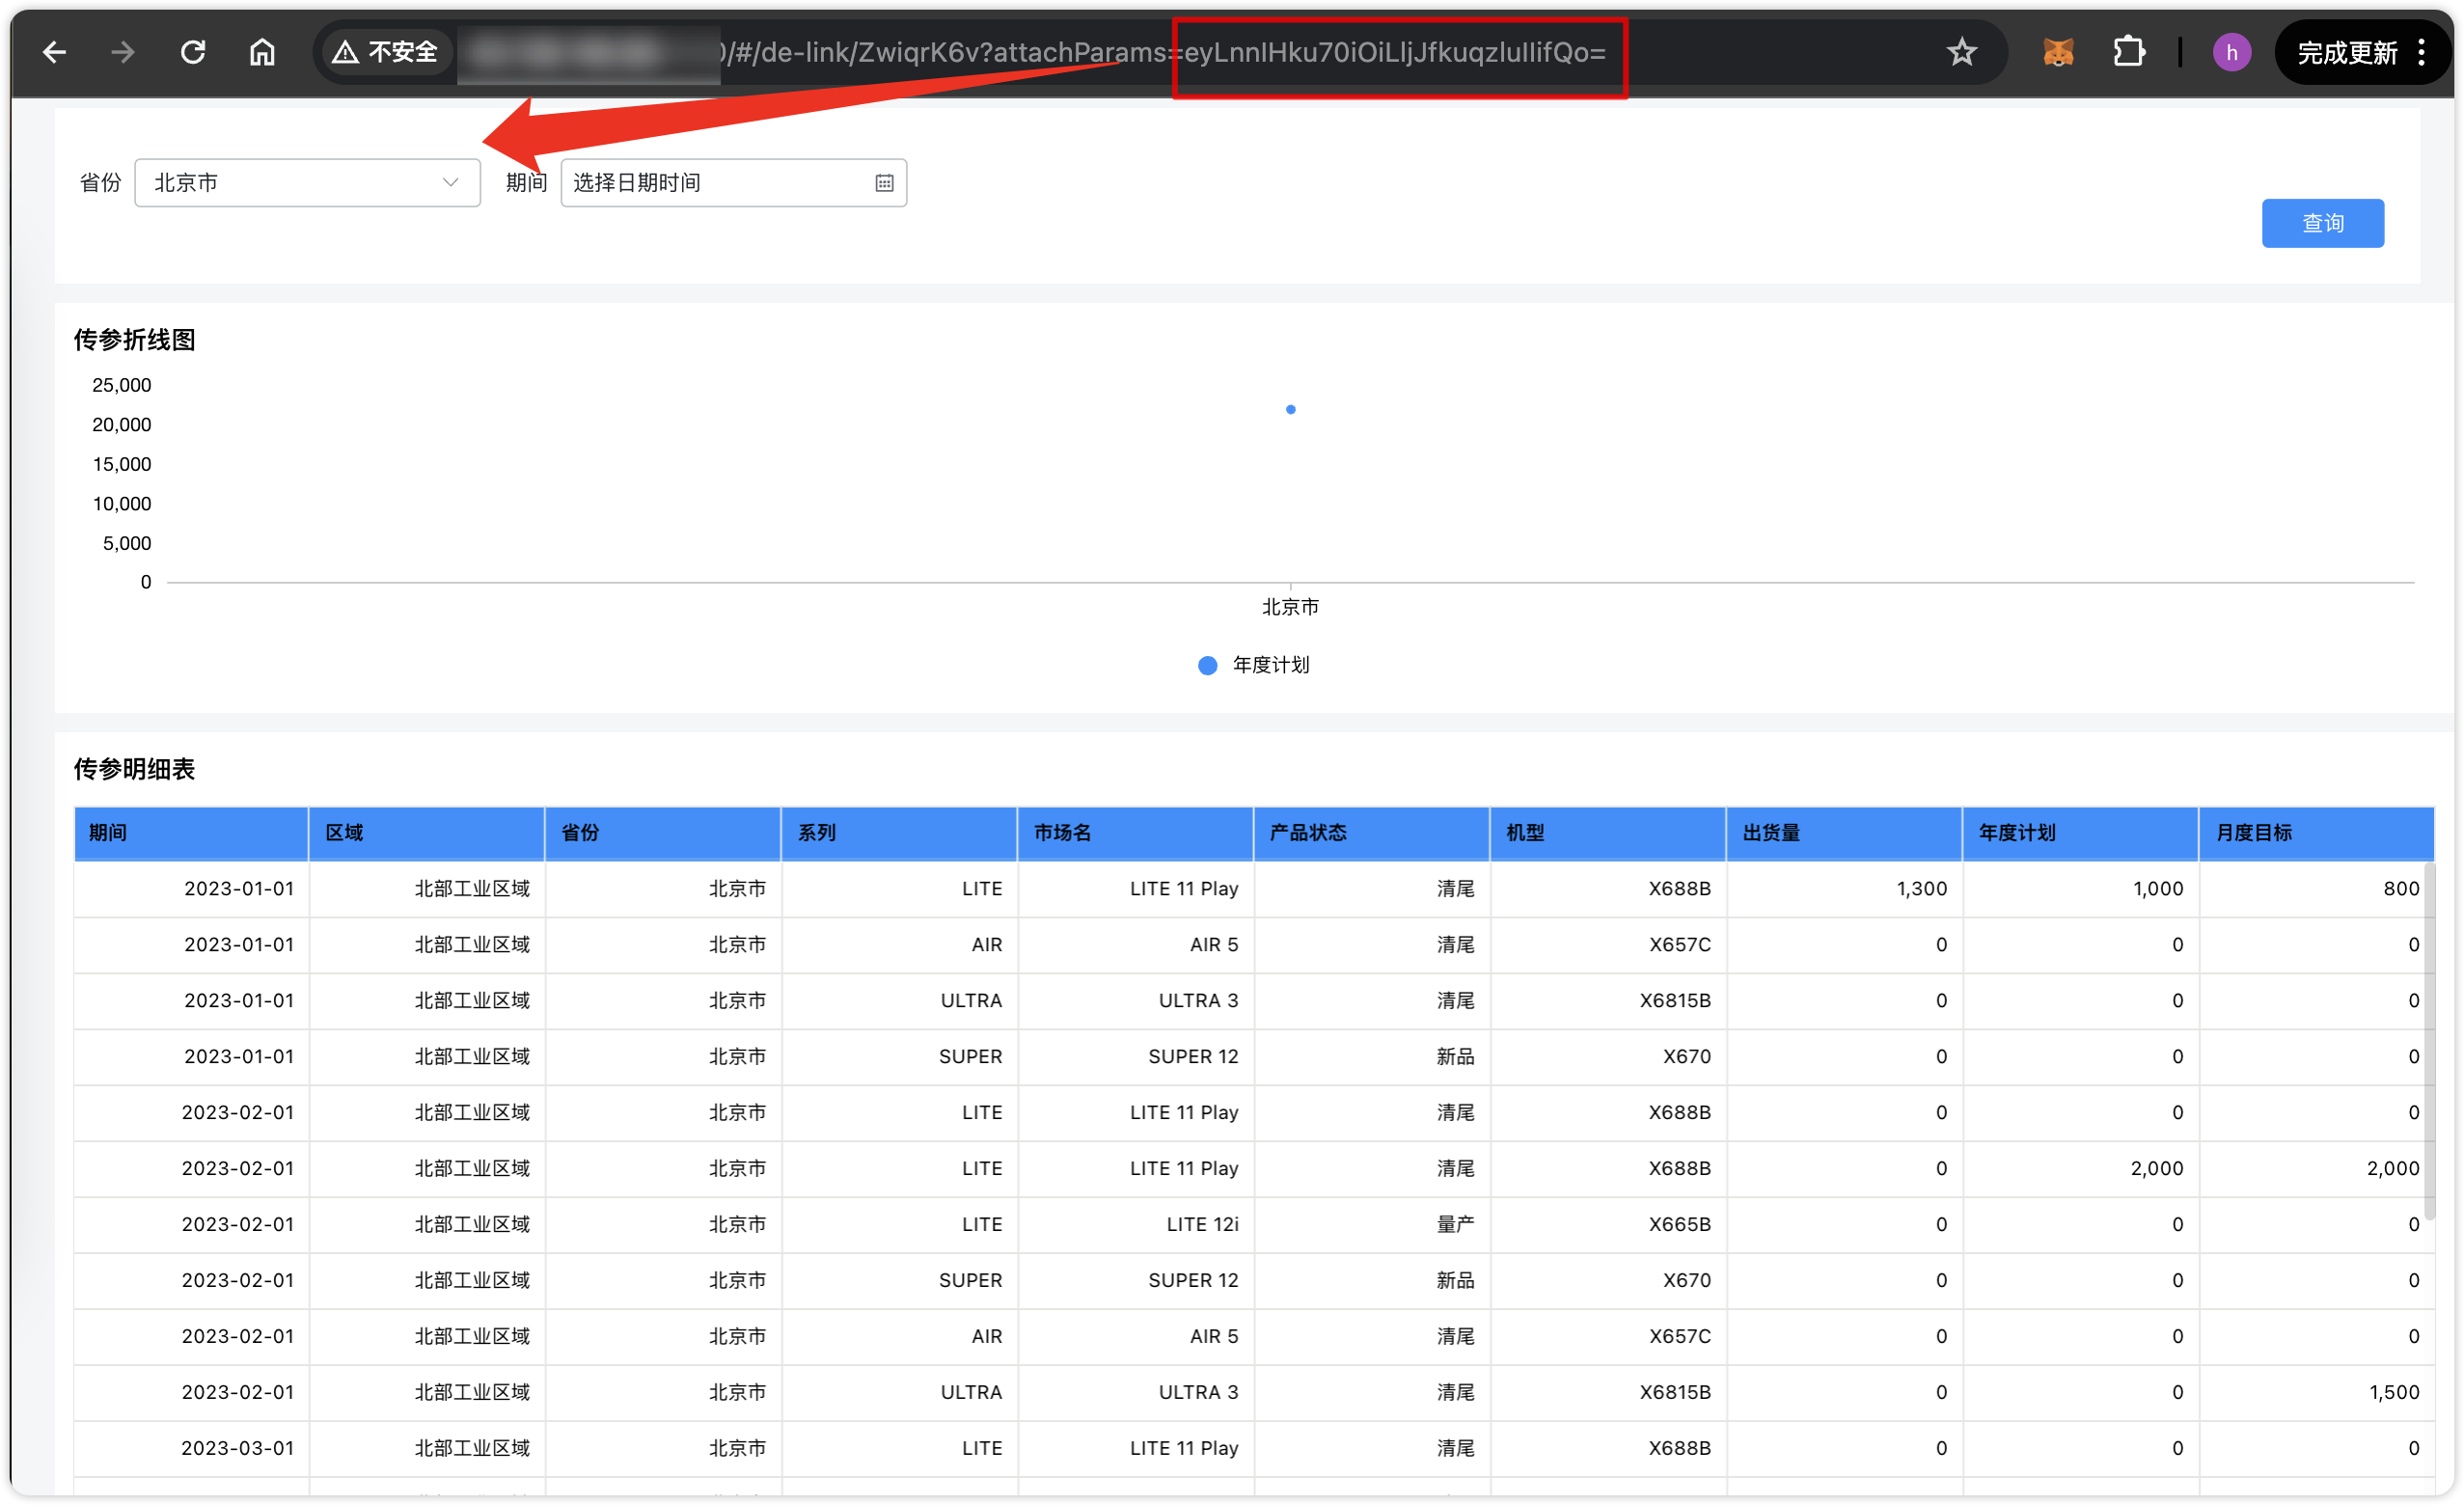 不安全 /#/de-link/ZwiqrK6v?attachParams=eyLnnIHku70iOiLljJfkuqzluIIifQo= h 完成更新
省份 北京市 期间 选择日期时间
查询
传参折线图
25,000
20,000
15,000
10,000
5,000
0
北京市
年度计划
传参明细表
期间 区域 省份 系列 市场名 产品状态 机型 出货量 年度计划 月度目标
2023-01-01 北部工业区域 北京市 LITE LITE 11 Play 清尾 X688B 1,300 1,000 800
2023-01-01 北部工业区域 北京市 AIR AIR 5 清尾 X657C 0 0 0
2023-01-01 北部工业区域 北京市 ULTRA ULTRA 3 清尾 X6815B 0 0 0
2023-01-01 北部工业区域 北京市 SUPER SUPER 12 新品 X670 0 0 0
2023-02-01 北部工业区域 北京市 LITE LITE 11 Play 清尾 X688B 0 0 0
2023-02-01 北部工业区域 北京市 LITE LITE 11 Play 清尾 X688B 0 2,000 2,000
2023-02-01 北部工业区域 北京市 LITE LITE 12i 量产 X665B 0 0 0
2023-02-01 北部工业区域 北京市 SUPER SUPER 12 新品 X670 0 0 0
2023-02-01 北部工业区域 北京市 AIR AIR 5 清尾 X657C 0 0 0
2023-02-01 北部工业区域 北京市 ULTRA ULTRA 3 清尾 X6815B 0 0 1,500
2023-03-01 北部工业区域 北京市 LITE LITE 11 Play 清尾 X688B 0 0 0